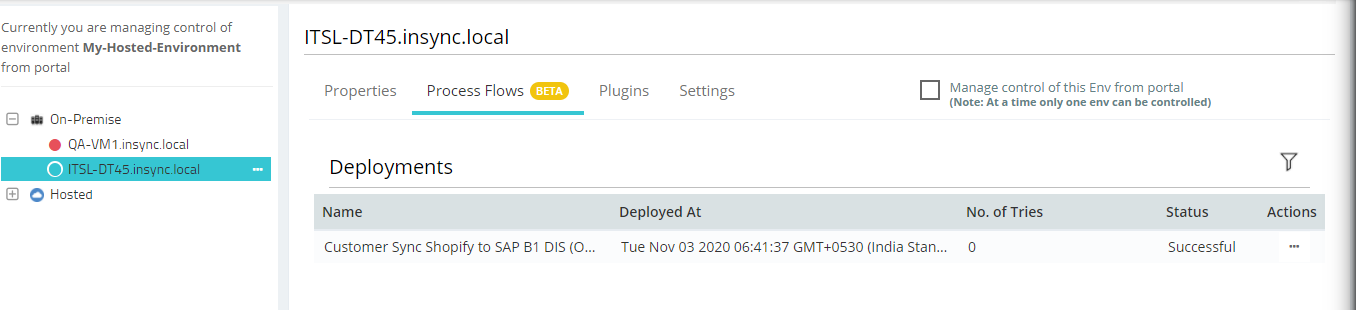 Currently you are managing control of
environment My-Hosted-Environment
from portal
On-Premise
QA-VM1.insync.local
ITSL-DT45.insync.local
Hosted
ITSL-DT45.insync.local
Properties
Process Flows BETA
Plugins
Settings
Manage control of this Env from portal
(Note: At a time only one env can be controlled)
Deployments
Name Deployed At No. of Tries Status Actions
Customer Sync Shopify to SAP B1 DIS (O... Tue Nov 03 2020 06:41:37 GMT+0530 (India Stan... 0 Successful ...